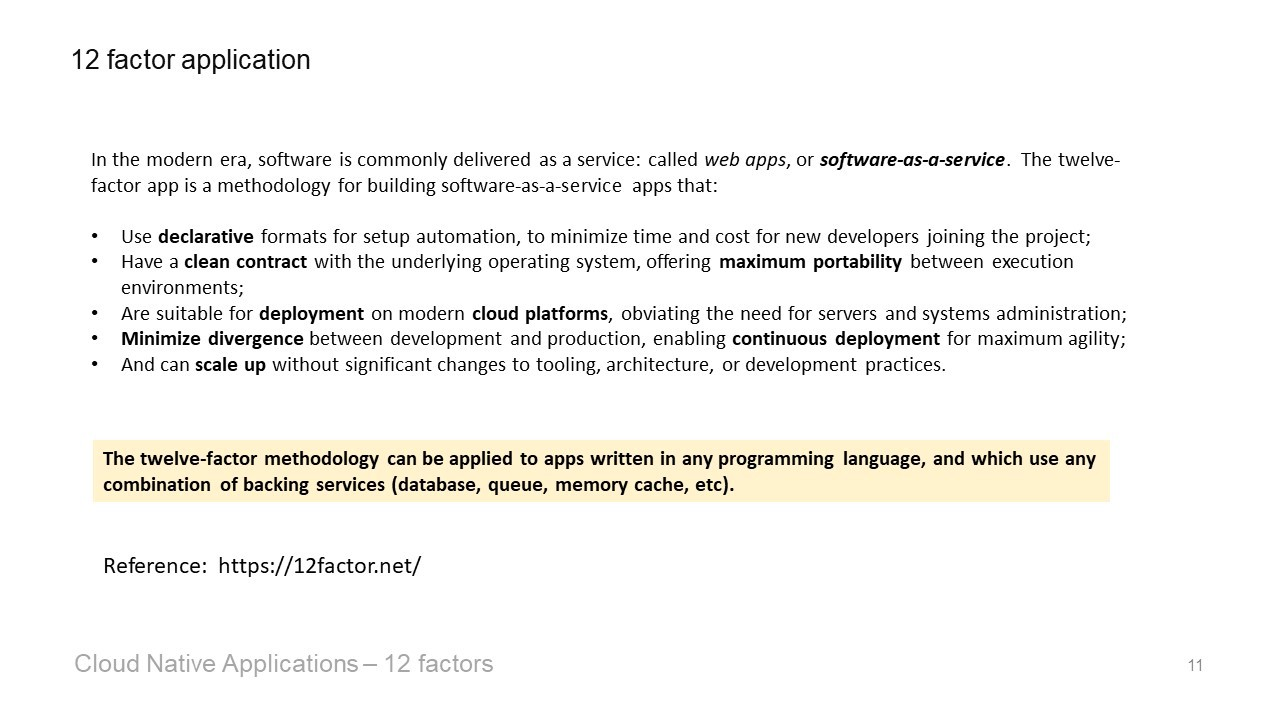 12 factor application
In the modern era, software is commonly delivered as a service: called web apps, or software-as-a-service. The twelve-
factor app is a methodology for building software-as-a-service apps that:
• Use declarative formats for setup automation, to minimize time and cost for new developers joining the project;
• Have a clean contract with the underlying operating system, offering maximum portability between execution
environments;
• Are suitable for deployment on modern cloud platforms, obviating the need for servers and systems administration;
• Minimize divergence between development and production, enabling continuous deployment for maximum agility;
• And can scale up without significant changes to tooling, architecture, or development practices.
The twelve-factor methodology can be applied to apps written in any programming language, and which use any
combination of backing services (database, queue, memory cache, etc).
Reference: https://12factor.net/
Cloud Native Applications – 12 factors
11